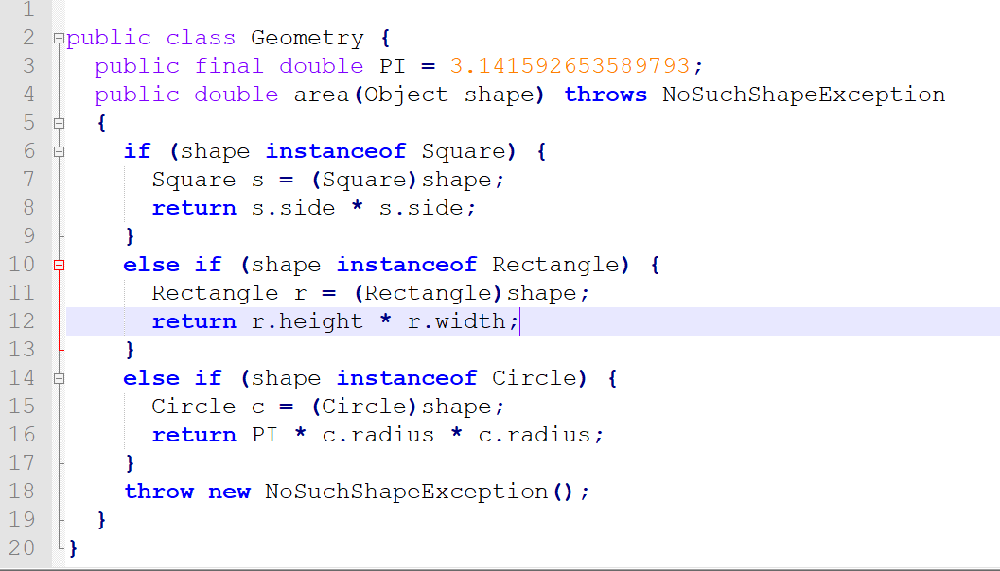 1
2 public class Geometry {
3   public final double PI = 3.141592653589793;
4   public double area(Object shape) throws NoSuchShapeException
5   {
6     if (shape instanceof Square) {
7       Square s = (Square)shape;
8       return s.side * s.side;
9     }
10     else if (shape instanceof Rectangle) {
11       Rectangle r = (Rectangle)shape;
12       return r.height * r.width;
13     }
14     else if (shape instanceof Circle) {
15       Circle c = (Circle)shape;
16       return PI * c.radius * c.radius;
17     }
18     throw new NoSuchShapeException();
19   }
20 }